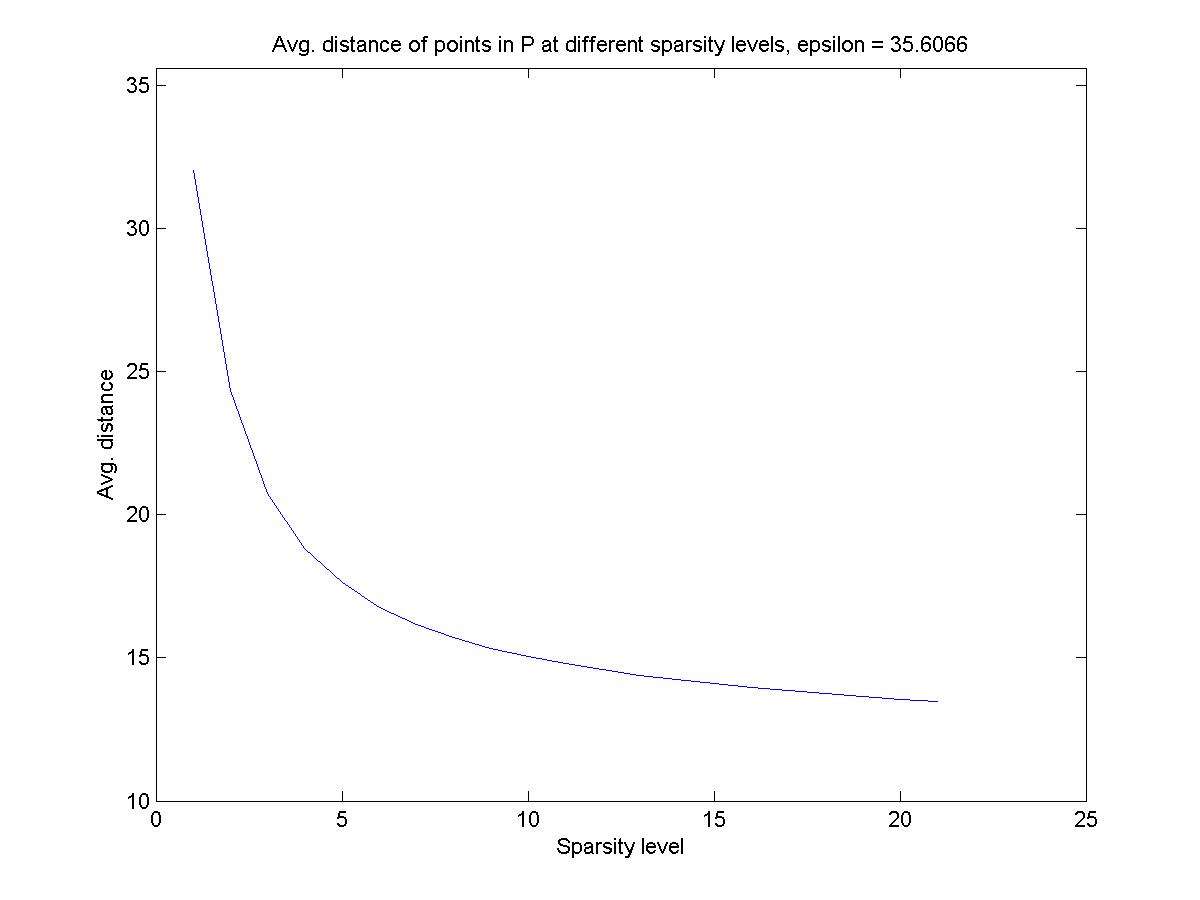 Avg. distance of points in P at different sparsity levels, epsilon = 35.6066
35
30
25
20
15
10
Avg. distance
0 5 10 15 20 25
Sparsity level